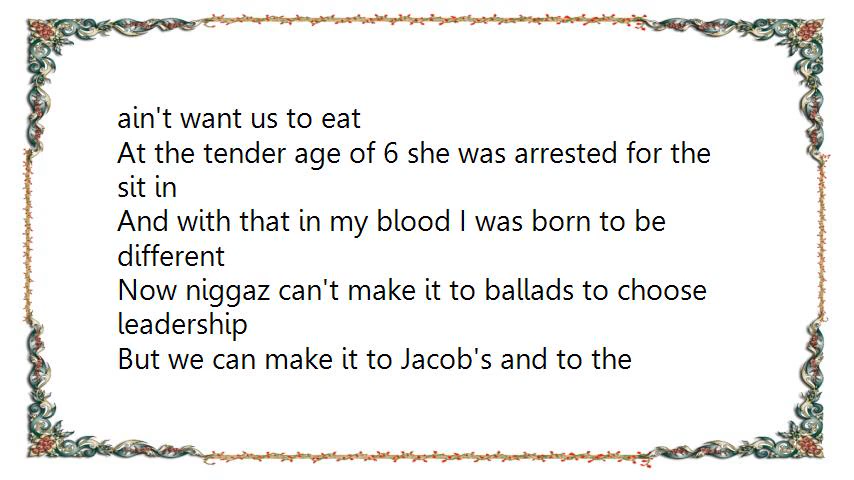 ain't want us to eat
At the tender age of 6 she was arrested for the
sit in
And with that in my blood I was born to be
different
Now niggaz can't make it to ballads to choose
leadership
But we can make it to Jacob's and to the